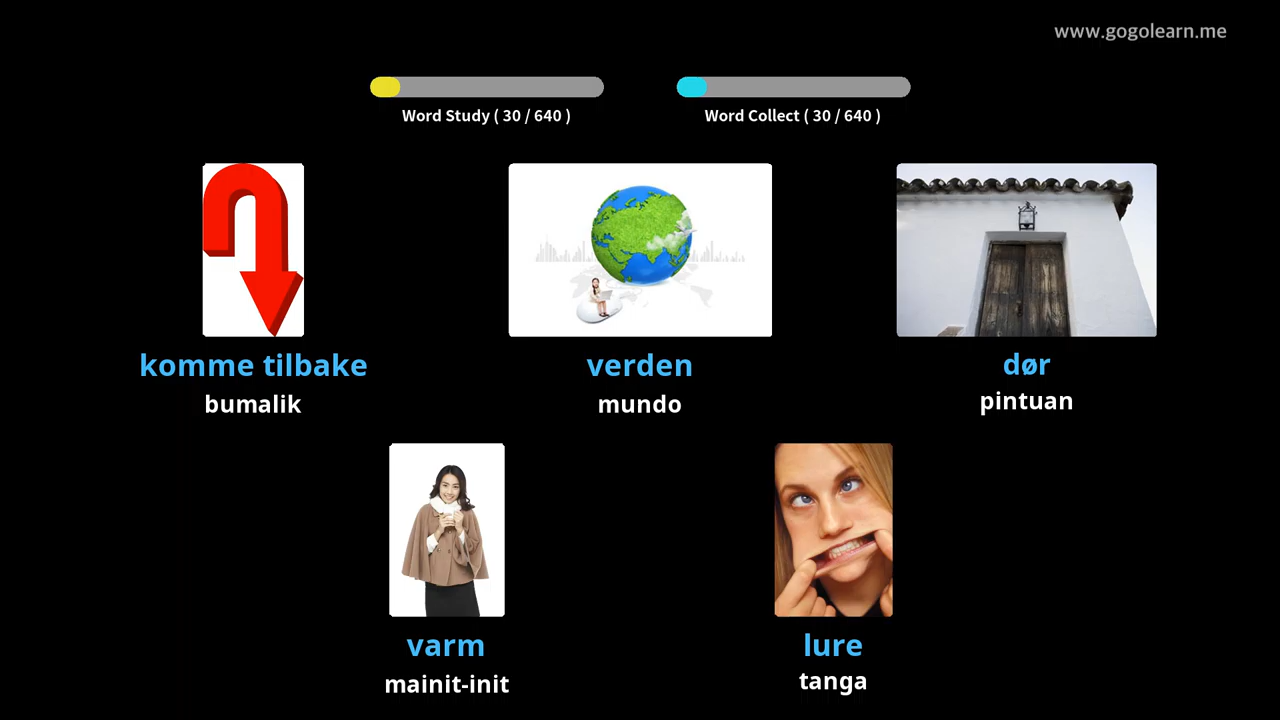 www.gogolearn.me
Word Study ( 30 / 640 )
Word Collect ( 30 / 640 )
komme tilbake
bumalik
verden
mundo
dør
pintuan
varm
mainit-init
lure
tanga